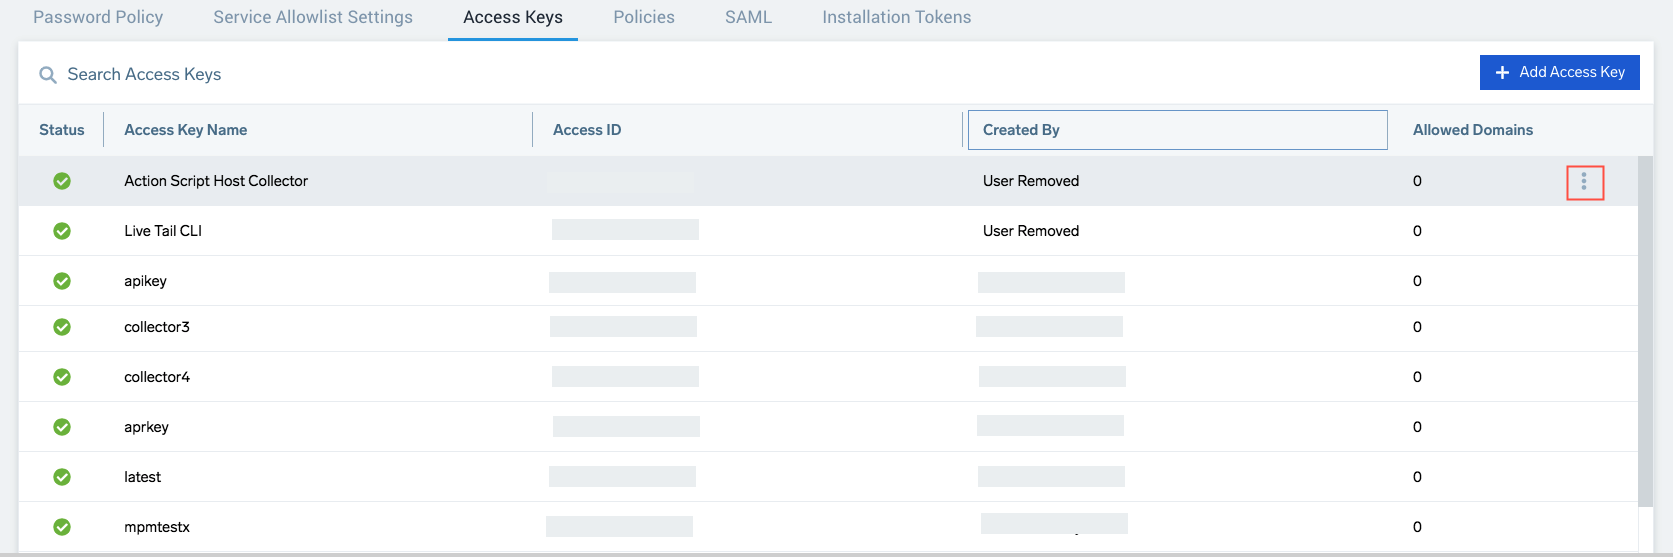 Password Policy Service Allowlist Settings Access Keys Policies SAML Installation Tokens
Search Access Keys + Add Access Key
Status Access Key Name Access ID Created By Allowed Domains
Action Script Host Collector User Removed 0
Live Tail CLI User Removed 0
apikey 0
collector3 0
collector4 0
aprkey 0
latest 0
mpmtestx 0